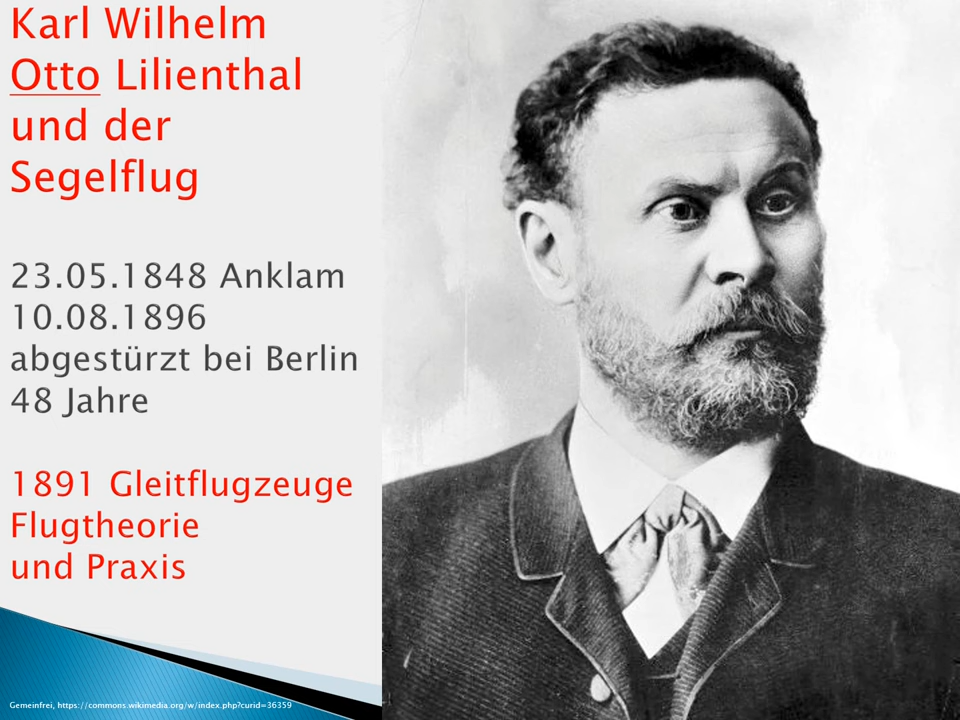 Karl Wilhelm
Otto Lilienthal
und der
Segelflug
23.05.1848 Anklam
10.08.1896
abgestürzt bei Berlin
48 Jahre
1891 Gleitflugzeuge
Flugtheorie
und Praxis
Gemeinfrei, https://commons.wikimedia.org/w/index.php?curid=36359